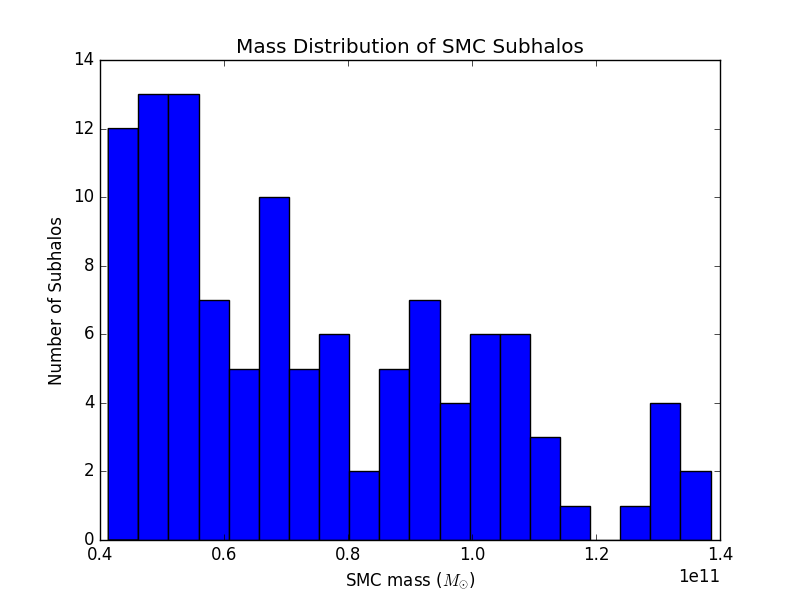 Mass Distribution of SMC Subhalos
14
12
10
8
6
4
2
0
Number of Subhalos
0.4 0.6 0.8 1.0 1.2 1.4
1e11
SMC mass (M☉)